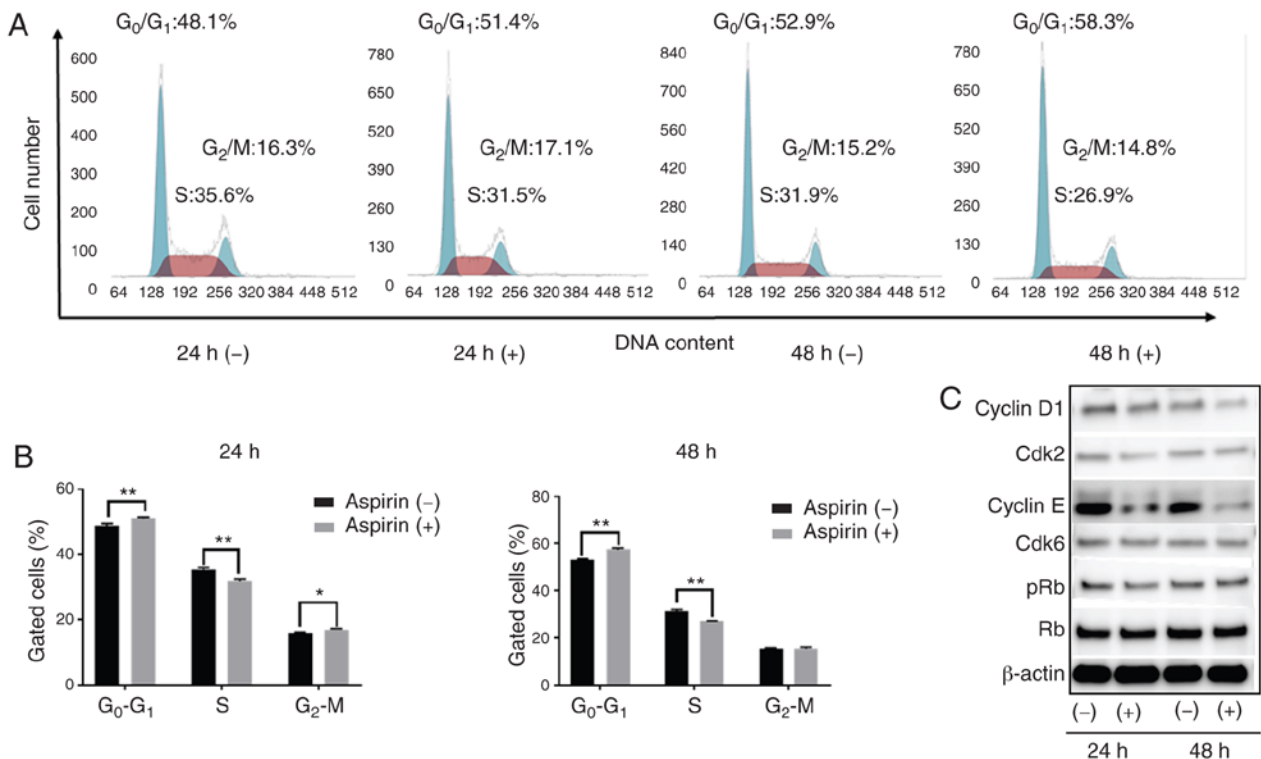 A
G0/G1:48.1% G0/G1:51.4% G0/G1:52.9% G0/G1:58.3%
Cell number
600
500
400
300
200
100
0
G2/M:16.3%
S:35.6%
64 128 192 256 320 384 448 512
24 h (−)
780
650
520
390
260
130
0
G2/M:17.1%
S:31.5%
64 128 192 256 320 384 448 512
24 h (+)
840
700
560
420
280
140
0
G2/M:15.2%
S:31.9%
64 128 192 256 320 384 448 512
48 h (−)
780
650
520
390
260
130
0
G2/M:14.8%
S:26.9%
64 128 192 256 320 384 448 512
48 h (+)
DNA content
B
24 h
Gated cells (%)
60
40
20
0
** ** *
Aspirin (−)
Aspirin (+)
G0-G1 S G2-M
48 h
Gated cells (%)
80
60
40
20
0
** **
Aspirin (−)
Aspirin (+)
G0-G1 S G2-M
C
Cyclin D1
Cdk2
Cyclin E
Cdk6
pRb
Rb
β-actin
(−) (+) (−) (+)
24 h 48 h